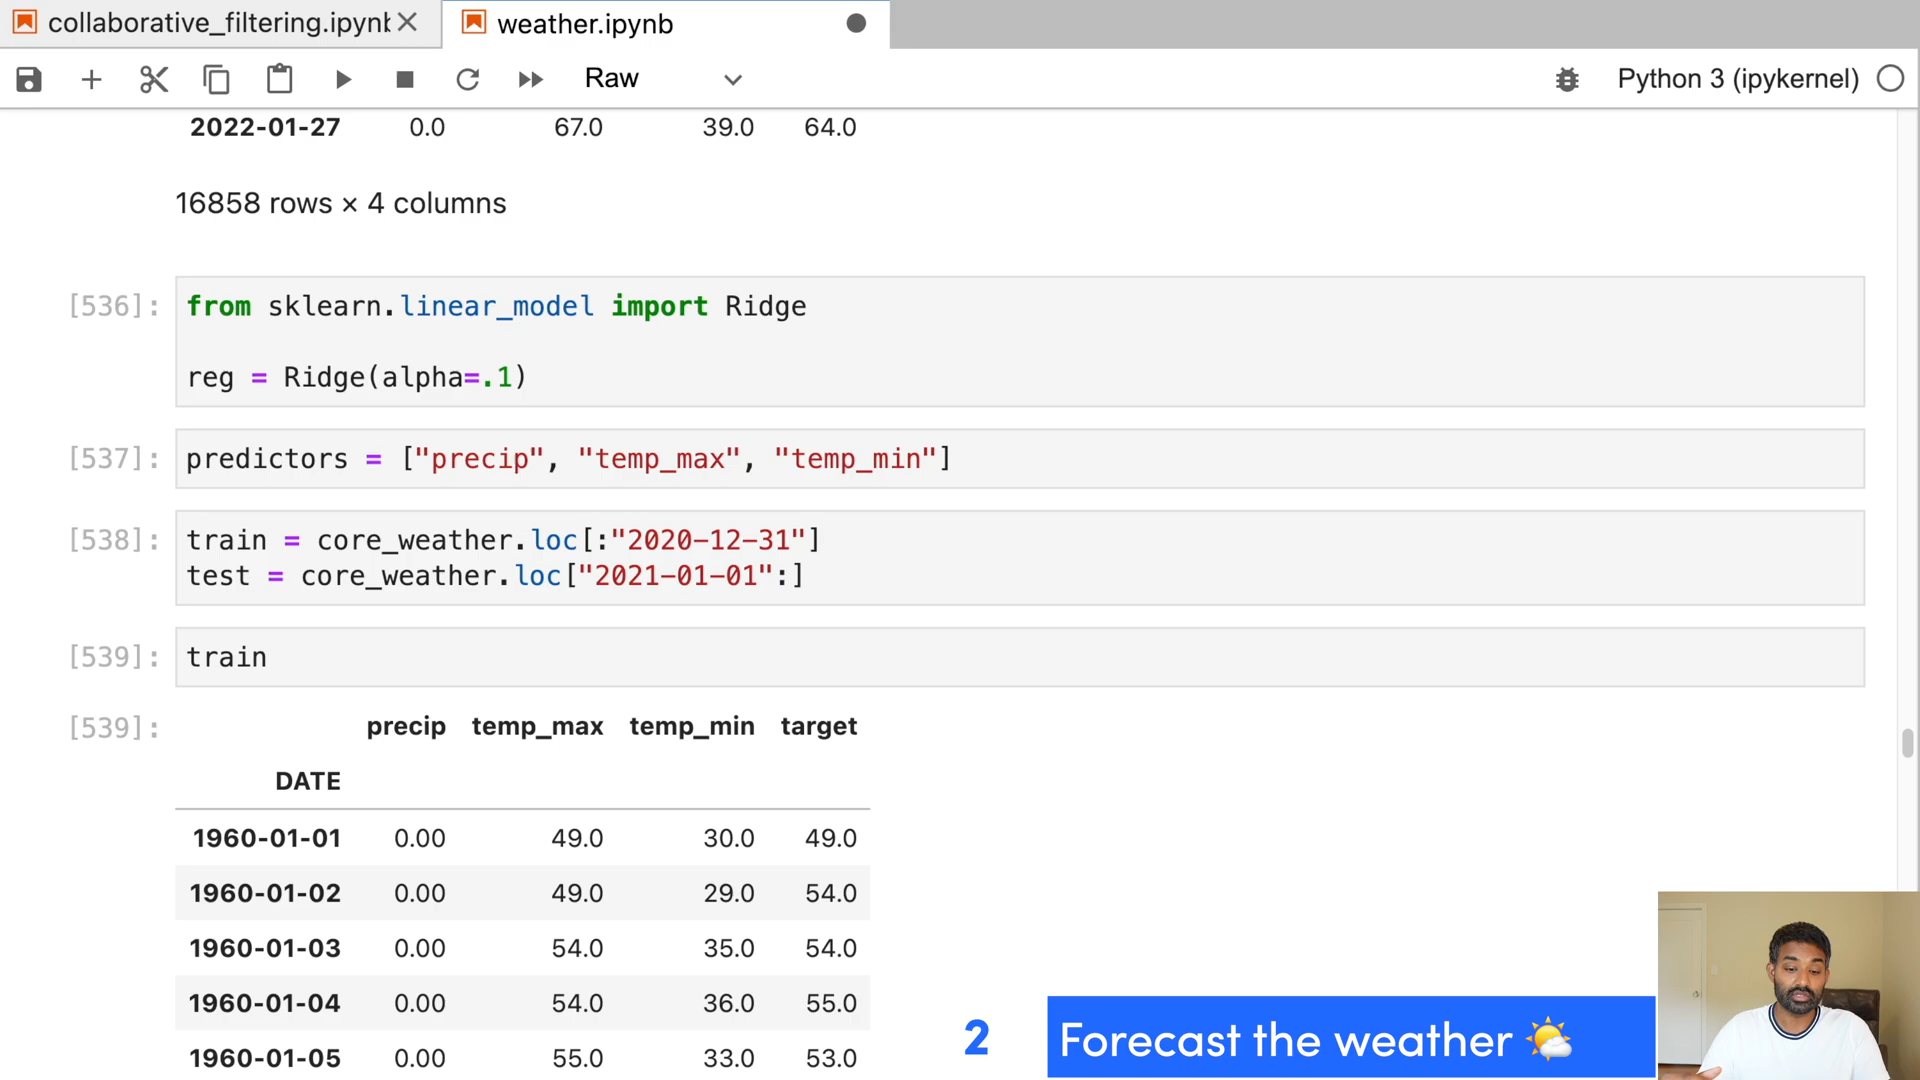 collaborative_filtering.ipynb
weather.ipynb
Raw
Python 3 (ipykernel)
2022-01-27 0.0 67.0 39.0 64.0
16858 rows × 4 columns
[536]: from sklearn.linear_model import Ridge
reg = Ridge(alpha=.1)
[537]: predictors = ["precip", "temp_max", "temp_min"]
[538]: train = core_weather.loc[:"2020-12-31"]
test = core_weather.loc["2021-01-01":]
[539]: train
[539]: precip temp_max temp_min target
DATE
1960-01-01 0.00 49.0 30.0 49.0
1960-01-02 0.00 49.0 29.0 54.0
1960-01-03 0.00 54.0 35.0 54.0
1960-01-04 0.00 54.0 36.0 55.0
1960-01-05 0.00 55.0 33.0 53.0
2 Forecast the weather